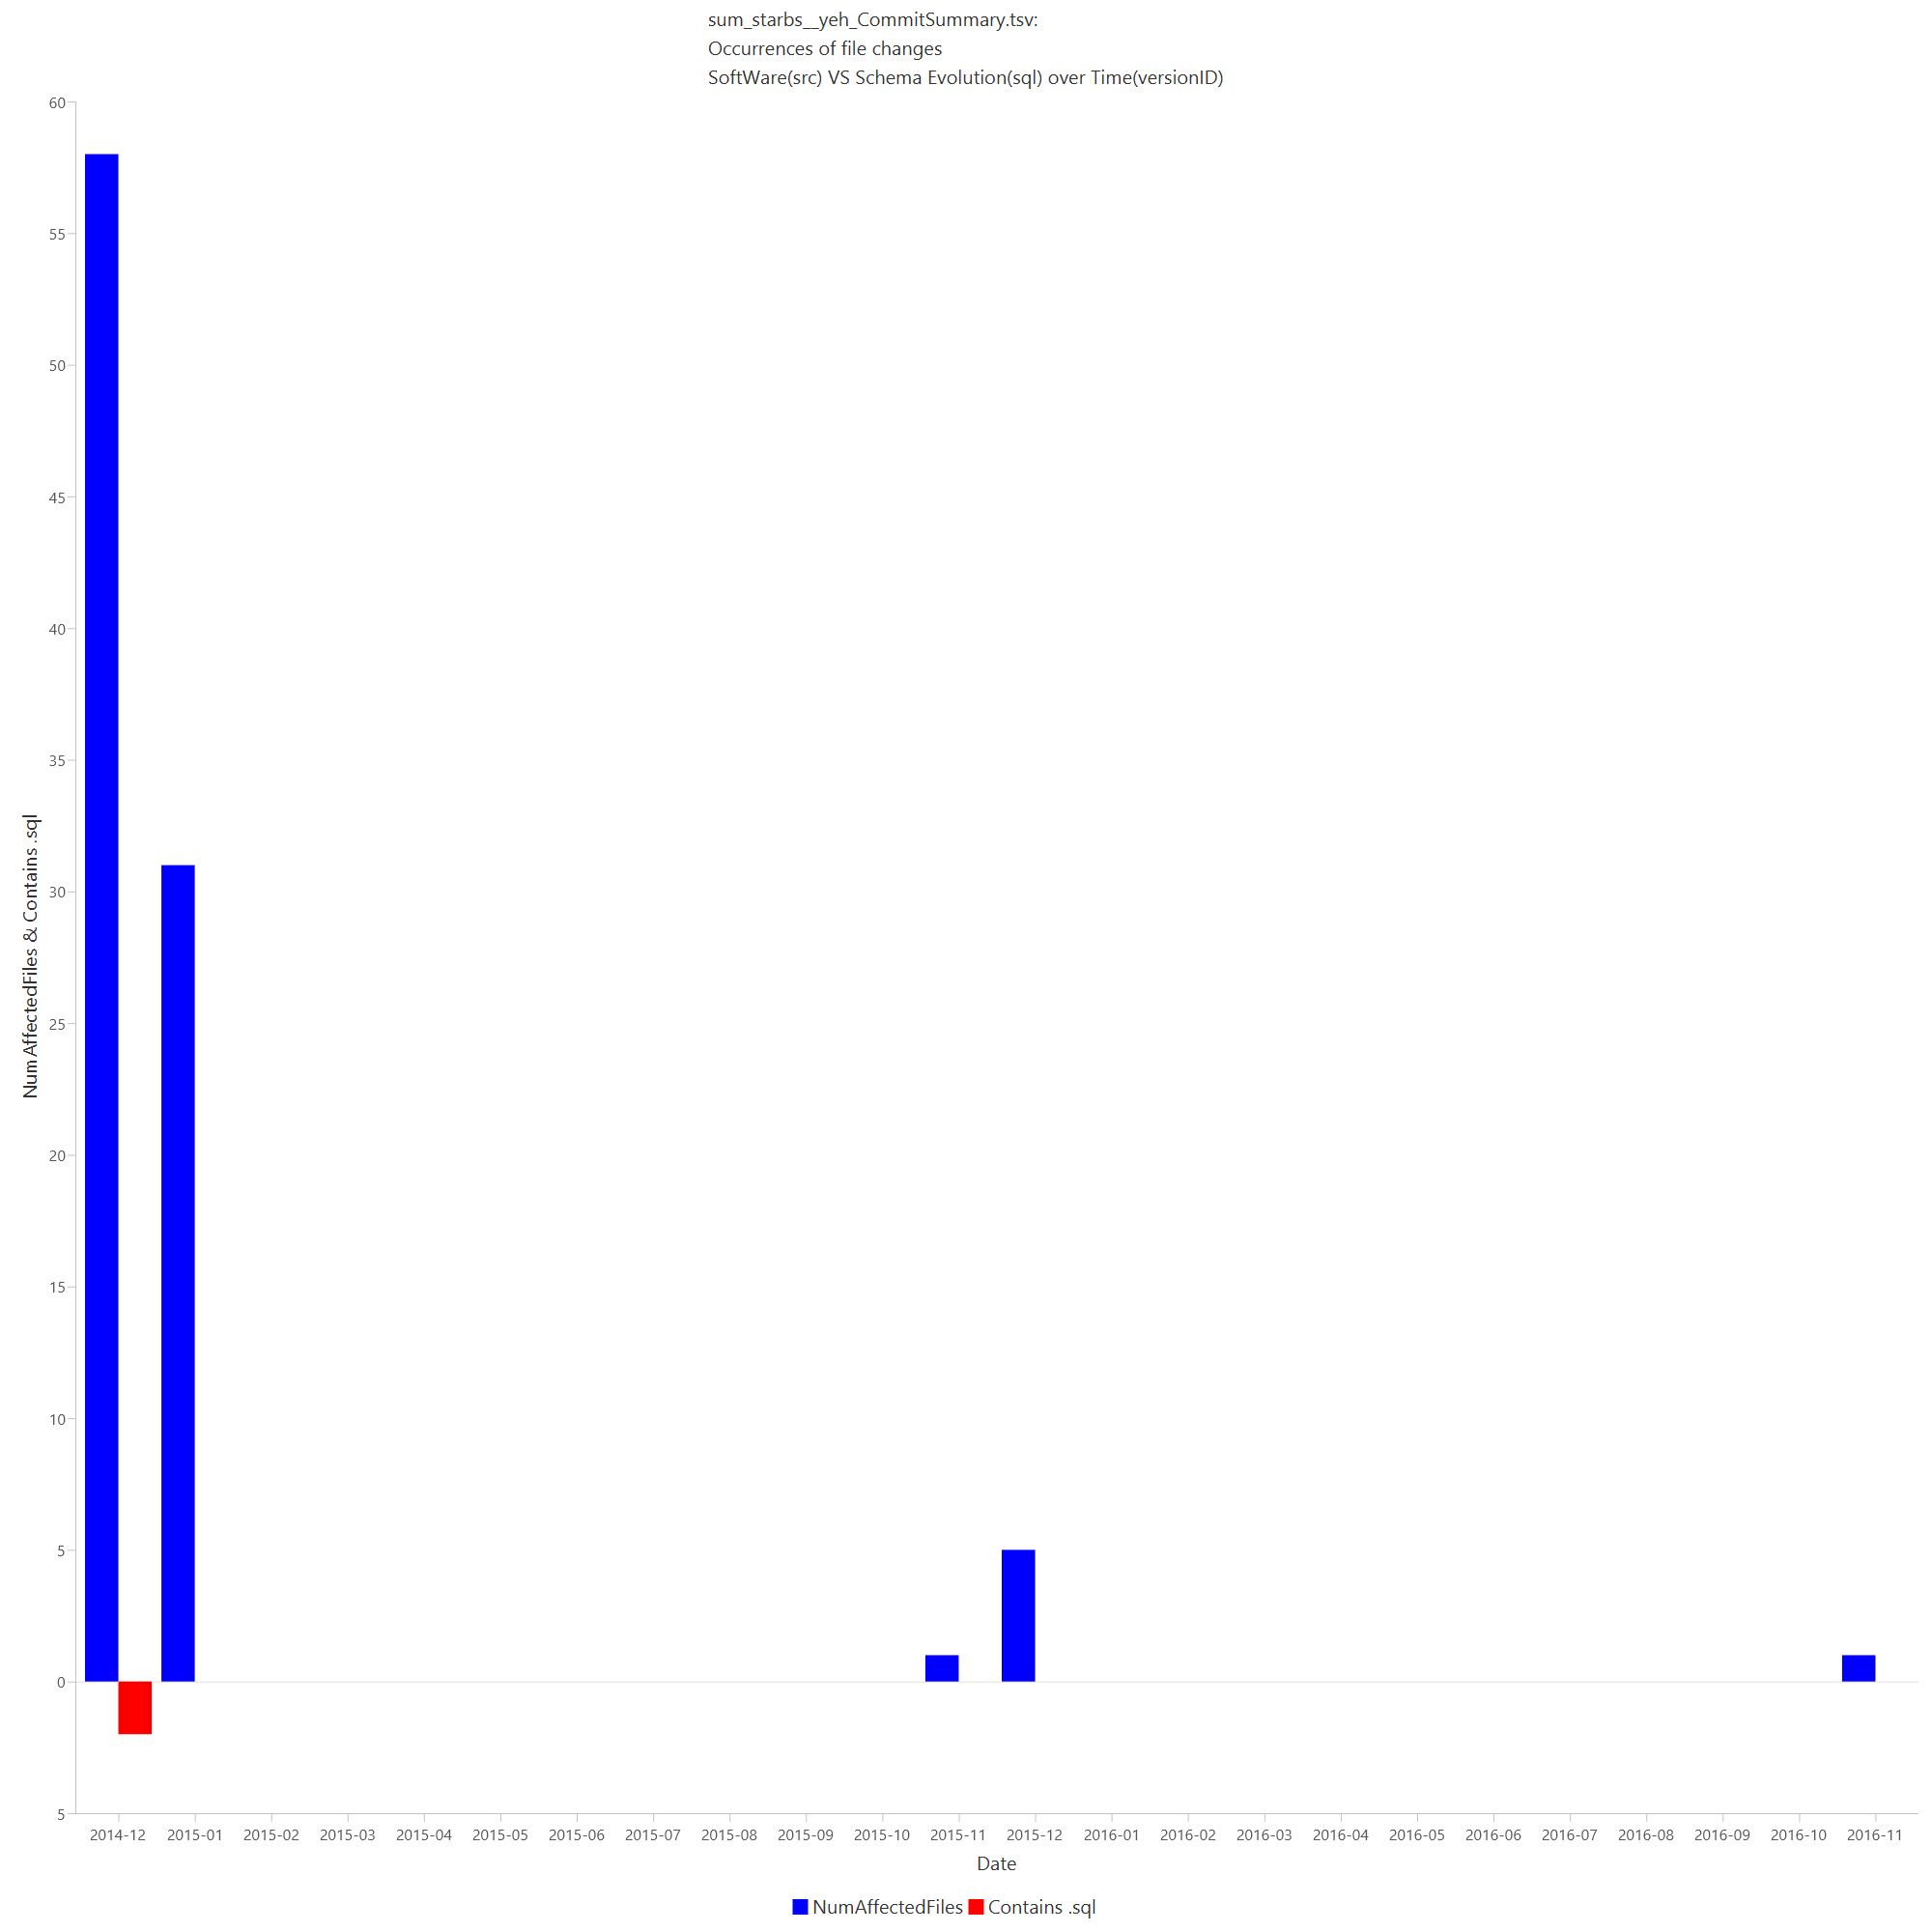 sum_starbs__yeh_CommitSummary.tsv:
Occurrences of file changes
SoftWare(src) VS Schema Evolution(sql) over Time(versionID)
60
55
50
45
40
35
30
25
20
15
10
5
0
5
NumAffectedFiles & Contains .sql
2014-12 2015-01 2015-02 2015-03 2015-04 2015-05 2015-06 2015-07 2015-08 2015-09 2015-10 2015-11 2015-12 2016-01 2016-02 2016-03 2016-04 2016-05 2016-06 2016-07 2016-08 2016-09 2016-10 2016-11
Date
NumAffectedFiles Contains .sql